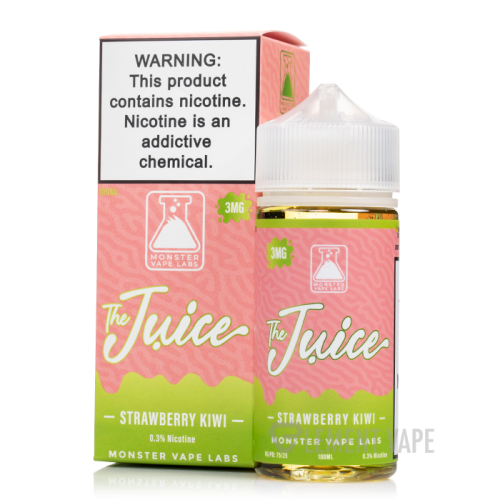 WARNING:
This product
contains nicotine.
Nicotine is an
addictive
chemical.
3MG
MONSTER
VAPE LABS
The Juice
STRAWBERRY KIWI
0.3% Nicotine
MONSTER VAPE LABS
3MG
MONSTER
VAPE LABS
The Juice
STRAWBERRY KIWI
MONSTER VAPE LABS
100ML
0.3% Nicotine
VAPE